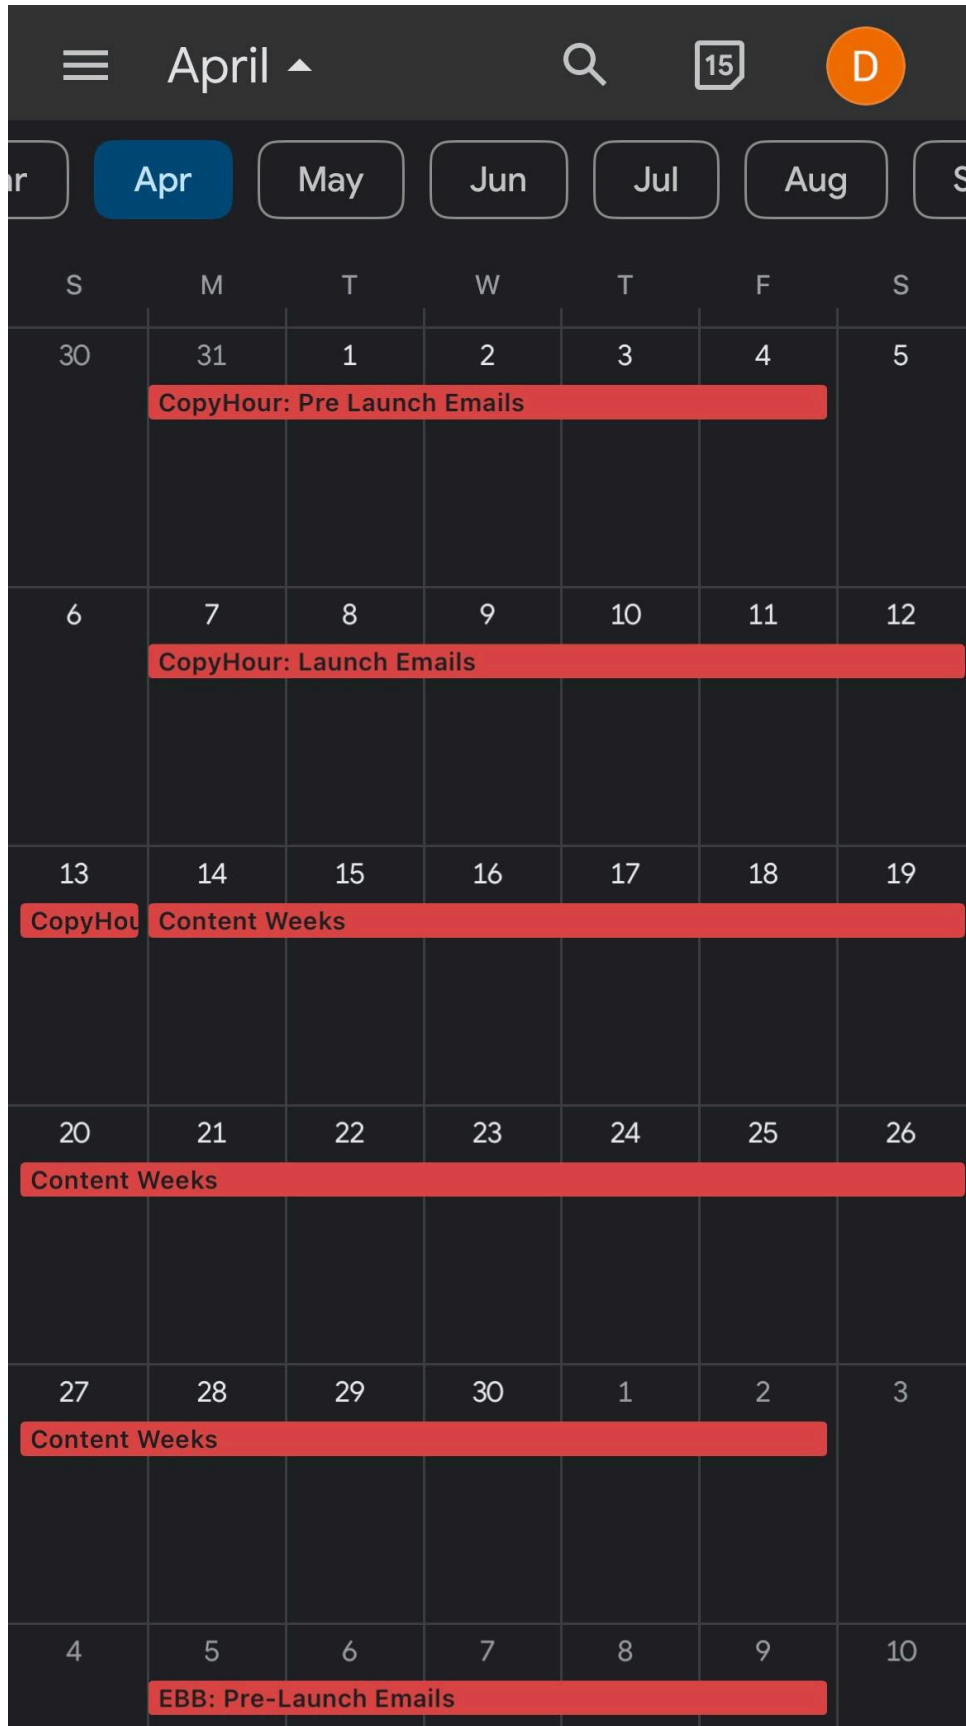 April
15
D
Apr
May
Jun
Jul
Aug
S M T W T F S
30 31 1 2 3 4 5
CopyHour: Pre Launch Emails
6 7 8 9 10 11 12
CopyHour: Launch Emails
13 14 15 16 17 18 19
CopyHou Content Weeks
20 21 22 23 24 25 26
Content Weeks
27 28 29 30 1 2 3
Content Weeks
4 5 6 7 8 9 10
EBB: Pre-Launch Emails